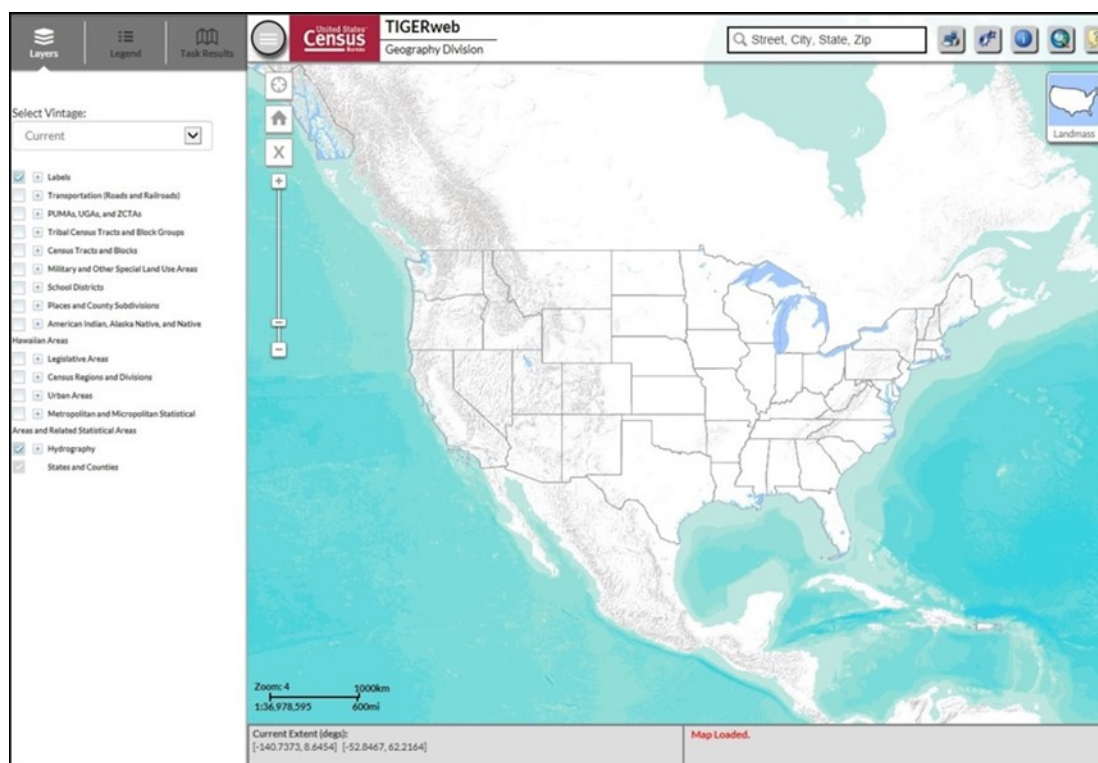 Layers
Legend
Task Results
United States®
Census
Bureau
TIGERweb
Geography Division
Street, City, State, Zip
Select Vintage:
Current
Landmass
X
Labels
Transportation (Roads and Railroads)
PUMAs, UGAs, and ZCTAs
Tribal Census Tracts and Block Groups
Census Tracts and Blocks
Military and Other Special Land Use Areas
School Districts
Places and County Subdivisions
American Indian, Alaska Native, and Native
Hawaiian Areas
Legislative Areas
Census Regions and Divisions
Urban Areas
Metropolitan and Micropolitan Statistical
Areas and Related Statistical Areas
Hydrography
States and Counties
Zoom: 4
1000km
1:36,978,595
600mi
Current Extent (degs):
[-140.7373, 8.6454] [-52.8467, 62.2164]
Map Loaded.